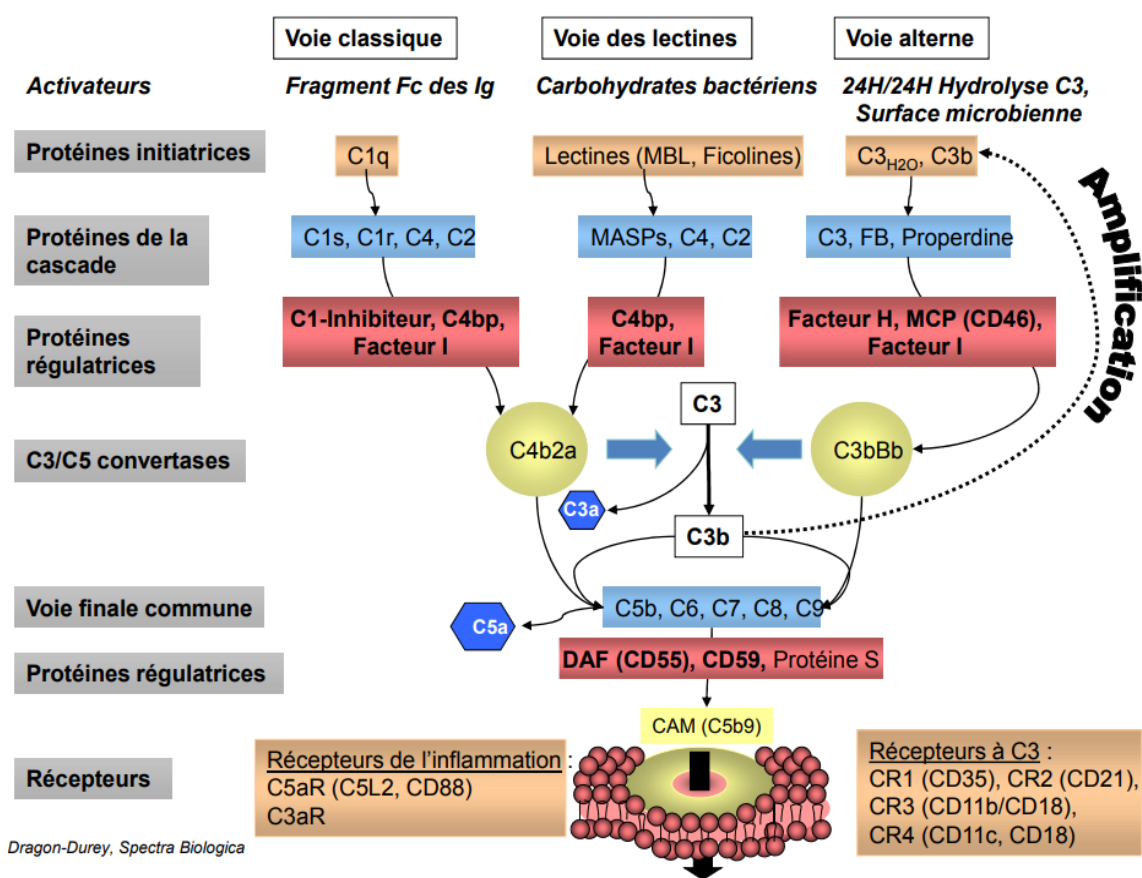 Voie classique
Voie des lectines
Voie alterne
Activateurs
Fragment Fc des Ig
Carbohydrates bactériens
24H/24H Hydrolyse C3,
Surface microbienne
Protéines initiatrices
C1q
Lectines (MBL, Ficolines)
C3H2O, C3b
Amplification
Protéines de la
cascade
C1s, C1r, C4, C2
MASPs, C4, C2
C3, FB, Properdine
Protéines
régulatrices
C1-Inhibiteur, C4bp,
Facteur I
C4bp,
Facteur I
Facteur H, MCP (CD46),
Facteur I
C3
C3/C5 convertases
C4b2a
C3bBb
C3a
C3b
Voie finale commune
C5b, C6, C7, C8, C9
C5a
Protéines régulatrices
DAF (CD55), CD59, Protéine S
CAM (C5b9)
Récepteurs
Récepteurs de l’inflammation :
C5aR (C5L2, CD88)
C3aR
Récepteurs à C3 :
CR1 (CD35), CR2 (CD21),
CR3 (CD11b/CD18),
CR4 (CD11c, CD18)
Dragon-Durey, Spectra Biologica